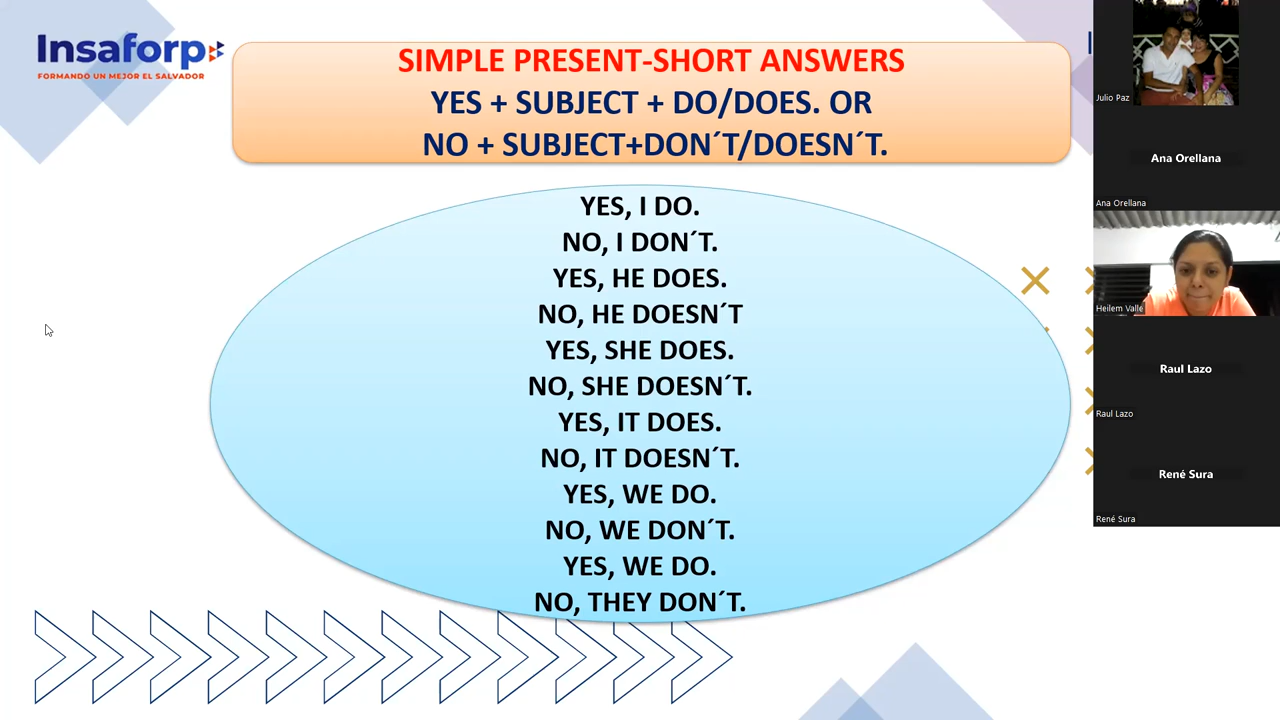 Insaforp
FORMANDO UN MEJOR EL SALVADOR
SIMPLE PRESENT-SHORT ANSWERS
YES + SUBJECT + DO/DOES. OR
NO + SUBJECT+DON´T/DOESN´T.
YES, I DO.
NO, I DON´T.
YES, HE DOES.
NO, HE DOESN´T
YES, SHE DOES.
NO, SHE DOESN´T.
YES, IT DOES.
NO, IT DOESN´T.
YES, WE DO.
NO, WE DON´T.
YES, WE DO.
NO, THEY DON´T.
Julio Paz
Ana Orellana
Ana Orellana
Heilem Valle
Raul Lazo
Raul Lazo
René Sura
René Sura